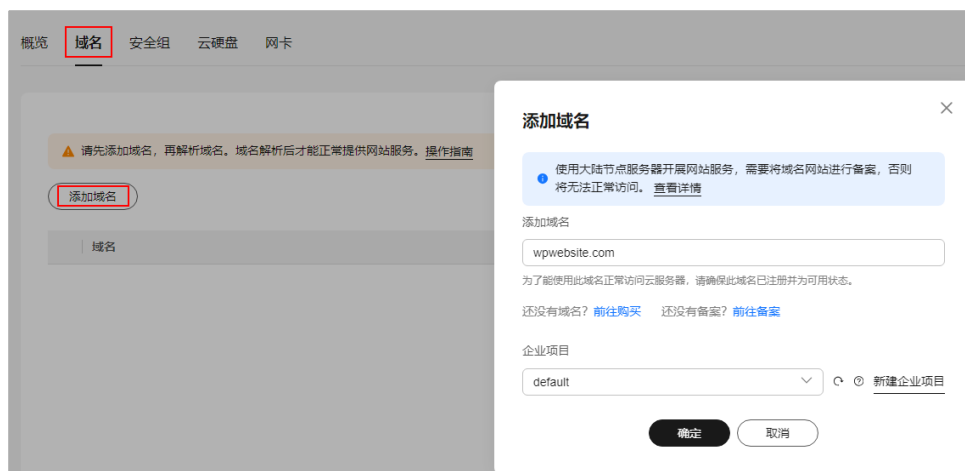 概览 域名 安全组 云硬盘 网卡
请先添加域名，再解析域名。域名解析后才能正常提供网站服务。操作指南
添加域名
域名
添加域名
使用大陆节点服务器开展网站服务，需要将域名网站进行备案，否则
将无法正常访问。 查看详情
添加域名
wpwebsite.com
为了能使用此域名正常访问云服务器，请确保此域名已注册并为可用状态。
还没有域名？前往购买 还没有备案？前往备案
企业项目
default 新建企业项目
确定 取消